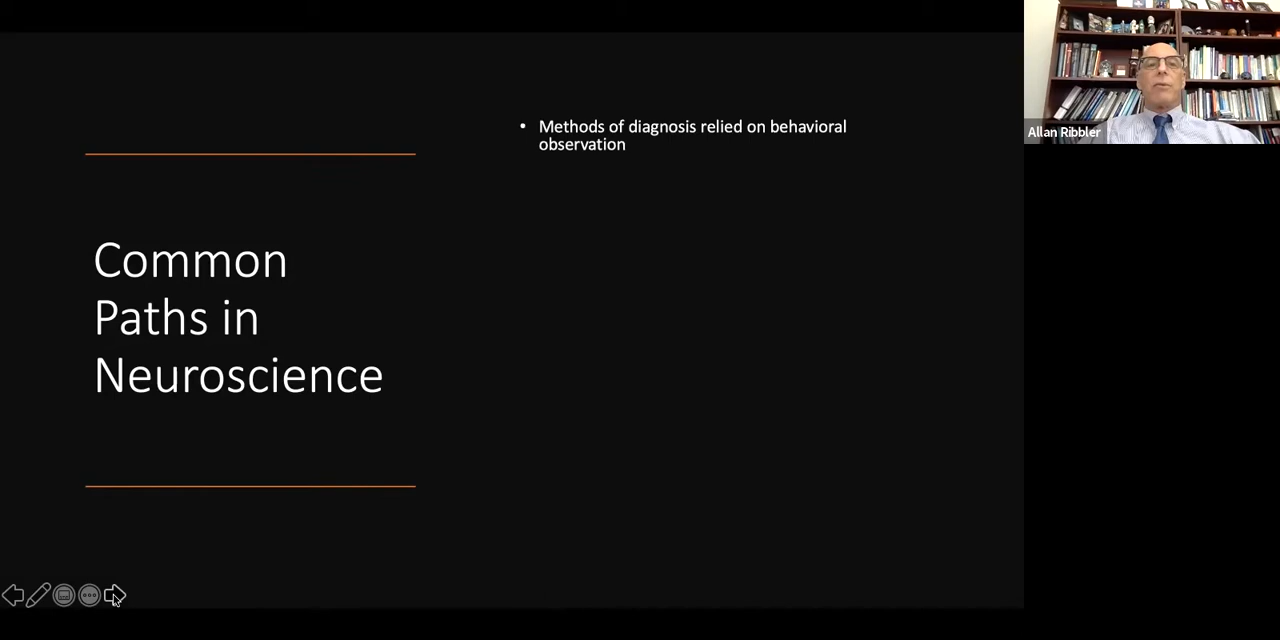 Common
Paths in
Neuroscience
• Methods of diagnosis relied on behavioral
observation
Allan Ribbler